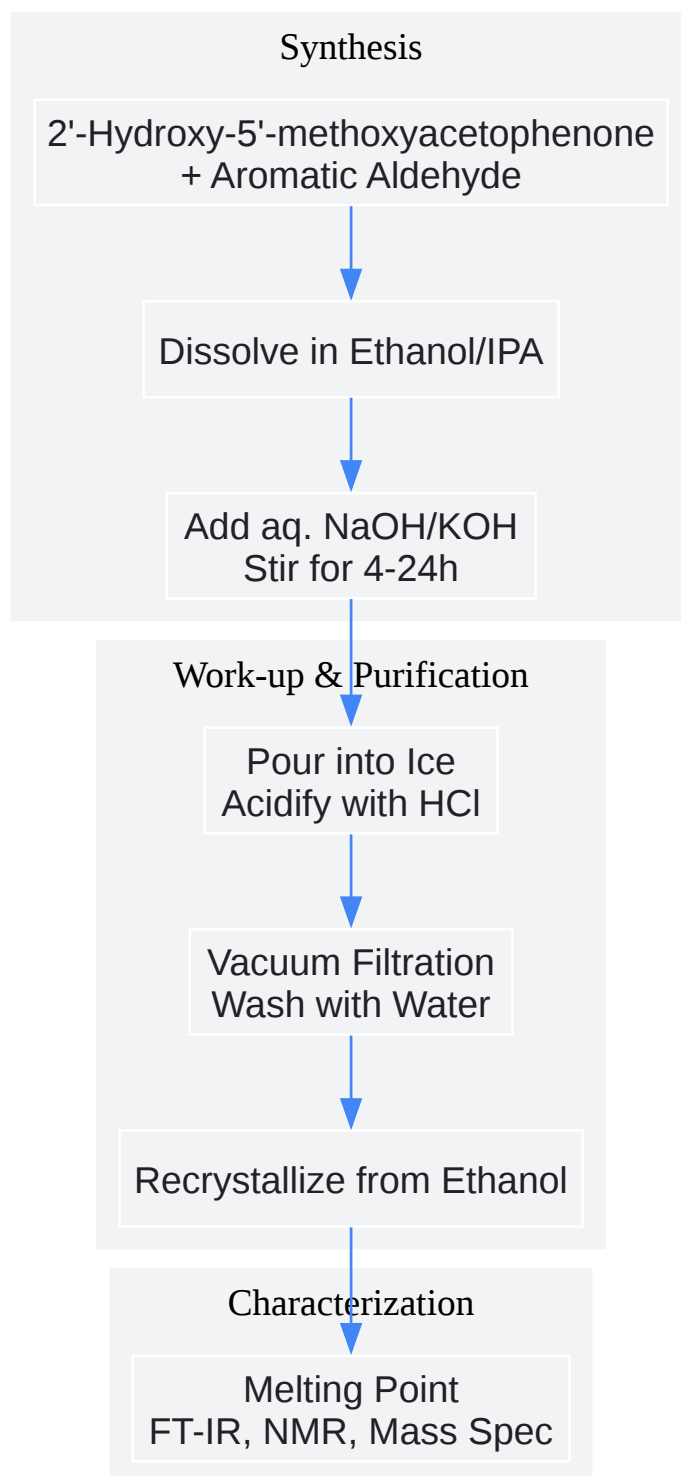 Synthesis
2'-Hydroxy-5'-methoxyacetophenone
+ Aromatic Aldehyde
Dissolve in Ethanol/IPA
Add aq. NaOH/KOH
Stir for 4-24h
Work-up & Purification
Pour into Ice
Acidify with HCl
Vacuum Filtration
Wash with Water
Recrystallize from Ethanol
Characterization
Melting Point
FT-IR, NMR, Mass Spec